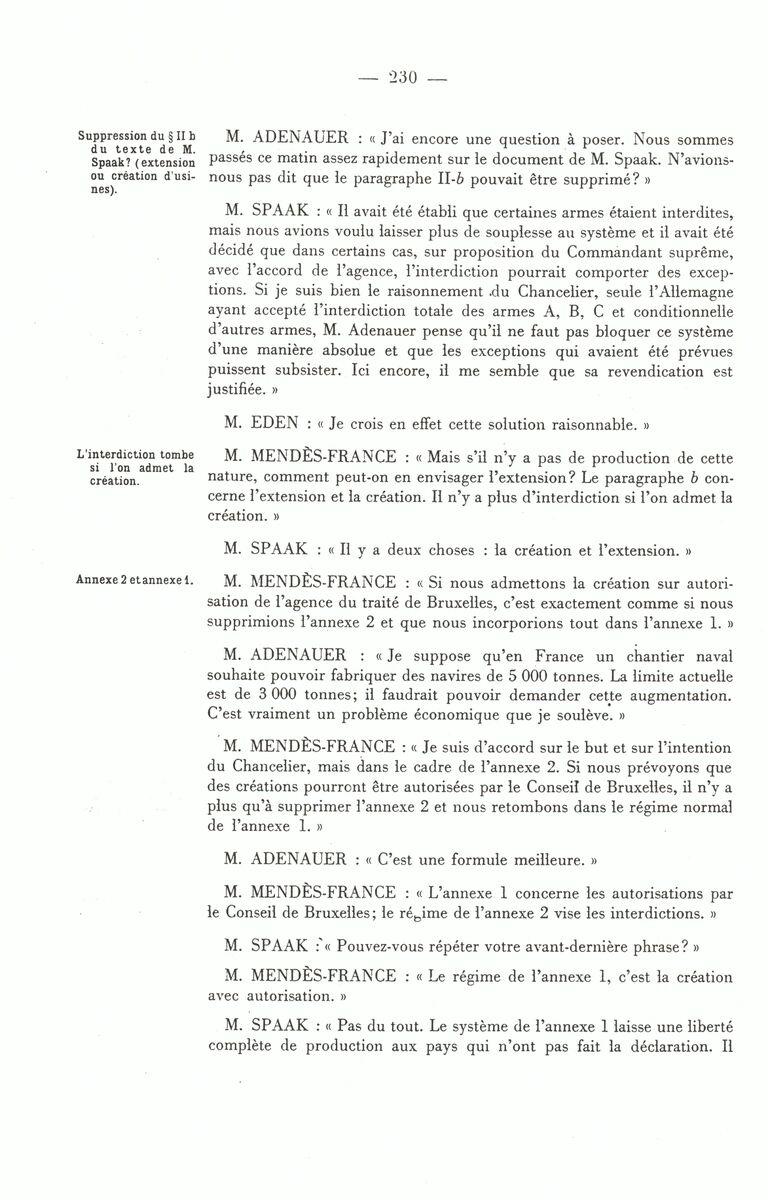 — 230 —
Suppression du § II b
du texte de M.
Spaak? (extension
ou création d'usi-
nes).
M. ADENAUER : « J'ai encore une question à poser. Nous sommes
passés ce matin assez rapidement sur le document de M. Spaak. N'avions-
nous pas dit que le paragraphe II-b pouvait être supprimé? »
M. SPAAK : « Il avait été établi que certaines armes étaient interdites,
mais nous avions voulu laisser plus de souplesse au système et il avait été
décidé que dans certains cas, sur proposition du Commandant suprême,
avec l'accord de l'agence, l'interdiction pourrait comporter des excep-
tions. Si je suis bien le raisonnement du Chancelier, seule l'Allemagne
ayant accepté l'interdiction totale des armes A, B, C et conditionnelle
d'autres armes, M. Adenauer pense qu'il ne faut pas bloquer ce système
d'une manière absolue et que les exceptions qui avaient été prévues
puissent subsister. Ici encore, il me semble que sa revendication est
justifiée. »
M. EDEN : « Je crois en effet cette solution raisonnable. »
L'interdiction tombe
si l'on admet la
création.
M. MENDÈS-FRANCE : « Mais s'il n'y a pas de production de cette
nature, comment peut-on en envisager l'extension? Le paragraphe b con-
cerne l'extension et la création. Il n'y a plus d'interdiction si l'on admet la
création. »
M. SPAAK : « Il y a deux choses : la création et l'extension. »
Annexe 2 et annexe 1.
M. MENDÈS-FRANCE : « Si nous admettons la création sur autori-
sation de l'agence du traité de Bruxelles, c'est exactement comme si nous
supprimions l'annexe 2 et que nous incorporions tout dans l'annexe 1. »
M. ADENAUER : « Je suppose qu'en France un chantier naval
souhaite pouvoir fabriquer des navires de 5 000 tonnes. La limite actuelle
est de 3 000 tonnes; il faudrait pouvoir demander cette augmentation.
C'est vraiment un problème économique que je soulève. »
M. MENDÈS-FRANCE : « Je suis d'accord sur le but et sur l'intention
du Chancelier, mais dans le cadre de l'annexe 2. Si nous prévoyons que
des créations pourront être autorisées par le Conseil de Bruxelles, il n'y a
plus qu'à supprimer l'annexe 2 et nous retombons dans le régime normal
de l'annexe 1. »
M. ADENAUER : « C'est une formule meilleure. »
M. MENDÈS-FRANCE : « L'annexe 1 concerne les autorisations par
le Conseil de Bruxelles; le régime de l'annexe 2 vise les interdictions. »
M. SPAAK : « Pouvez-vous répéter votre avant-dernière phrase? »
M. MENDÈS-FRANCE : « Le régime de l'annexe 1, c'est la création
avec autorisation. »
M. SPAAK : « Pas du tout. Le système de l'annexe 1 laisse une liberté
complète de production aux pays qui n'ont pas fait la déclaration. Il